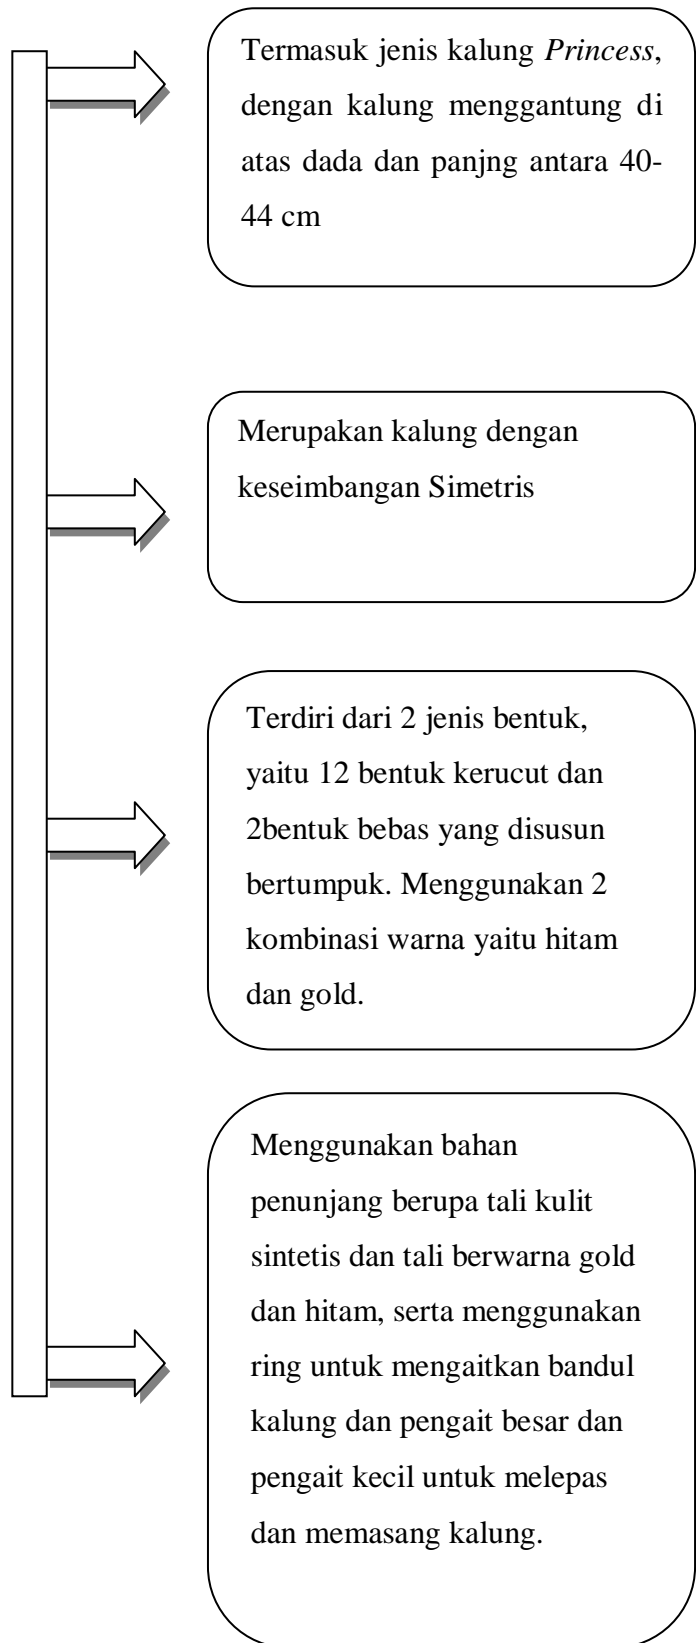 Termasuk jenis kalung Princess,
dengan kalung menggantung di
atas dada dan panjng antara 40-
44 cm
Merupakan kalung dengan
keseimbangan Simetris
Terdiri dari 2 jenis bentuk,
yaitu 12 bentuk kerucut dan
2bentuk bebas yang disusun
bertumpuk. Menggunakan 2
kombinasi warna yaitu hitam
dan gold.
Menggunakan bahan
penunjang berupa tali kulit
sintetis dan tali berwarna gold
dan hitam, serta menggunakan
ring untuk mengaitkan bandul
kalung dan pengait besar dan
pengait kecil untuk melepas
dan memasang kalung.